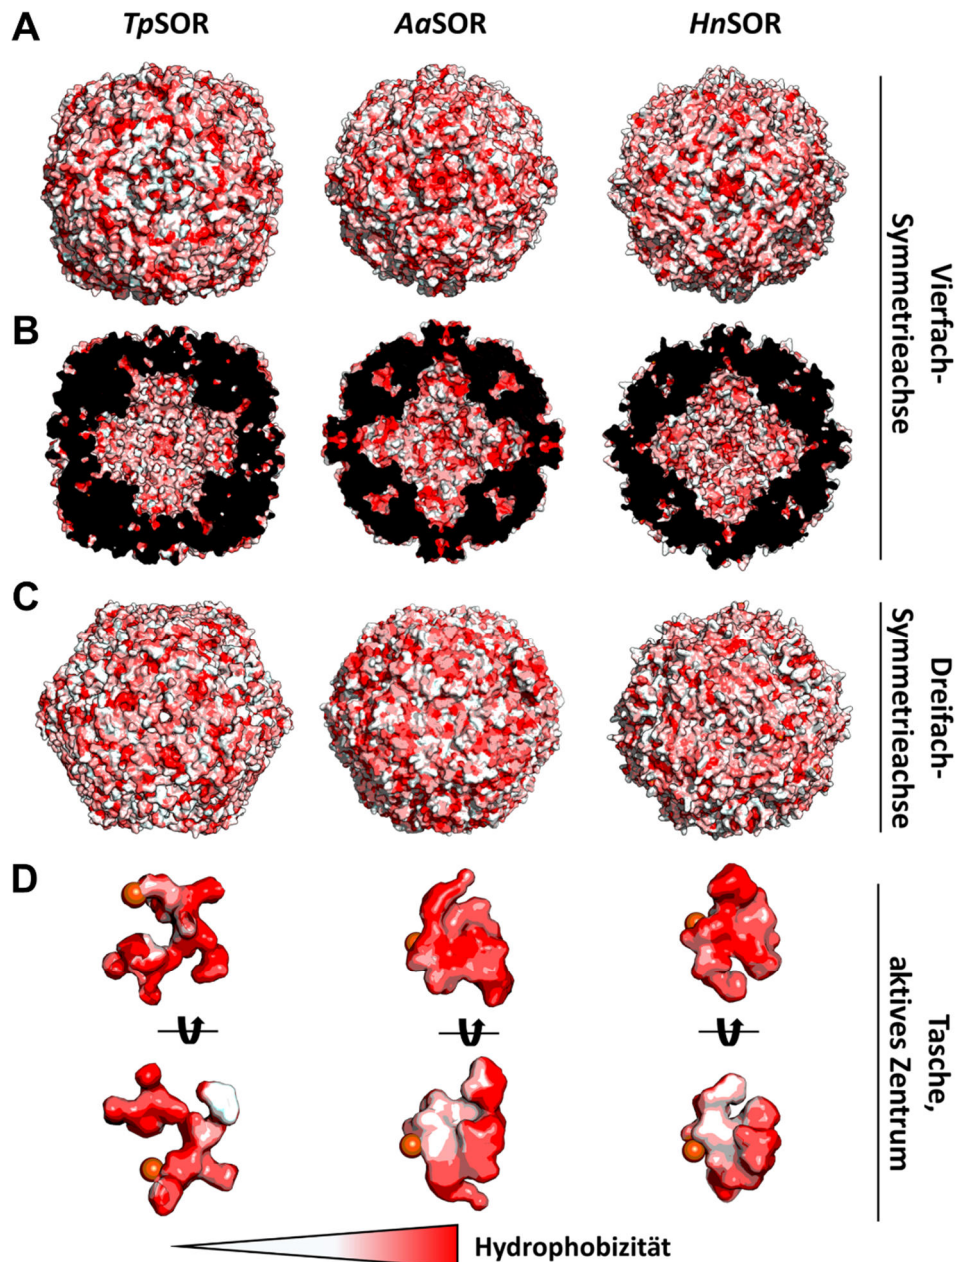 A
TpSOR
AaSOR
HnSOR
Vierfach-
Symmetrieachse
B
C
Dreifach-
Symmetrieachse
D
Tasche,
aktives Zentrum
Hydrophobizität